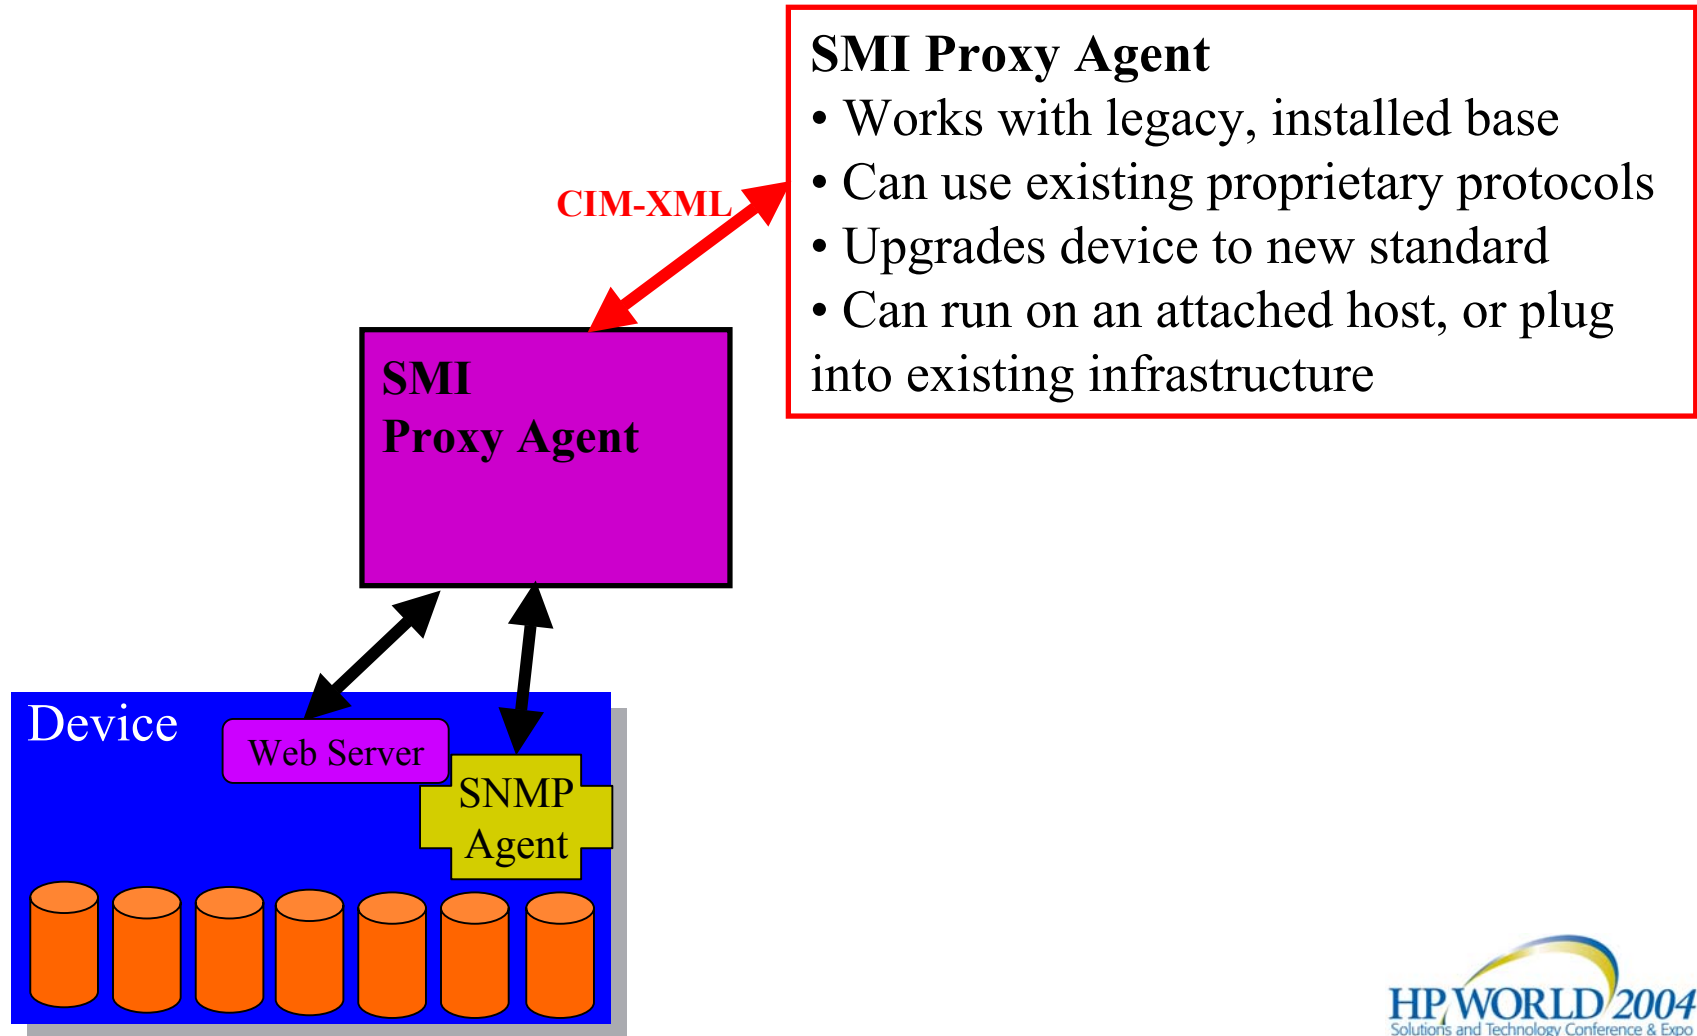 SMI Proxy Agent
• Works with legacy, installed base
• Can use existing proprietary protocols
• Upgrades device to new standard
• Can run on an attached host, or plug
into existing infrastructure
CIM-XML
SMI
Proxy Agent
Device
Web Server
SNMP
Agent
HP WORLD 2004
Solutions and Technology Conference & Expo